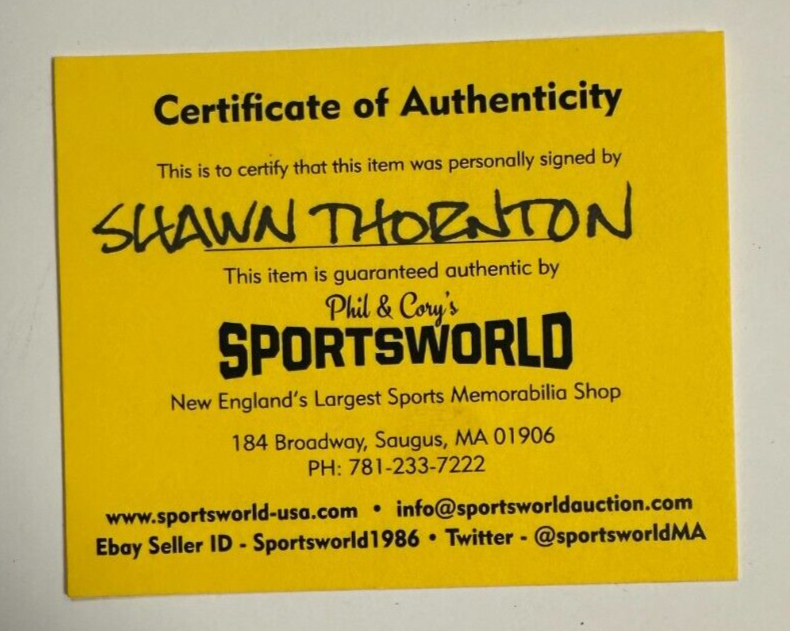 Certificate of Authenticity
This is to certify that this item was personally signed by
SHAWN THORNTON
This item is guaranteed authentic by
Phil & Cory's
SPORTSWORLD
New England's Largest Sports Memorabilia Shop
184 Broadway, Saugus, MA 01906
PH: 781-233-7222
www.sportsworld-usa.com • info@sportsworldauction.com
Ebay Seller ID - Sportsworld1986 • Twitter - @sportsworldMA